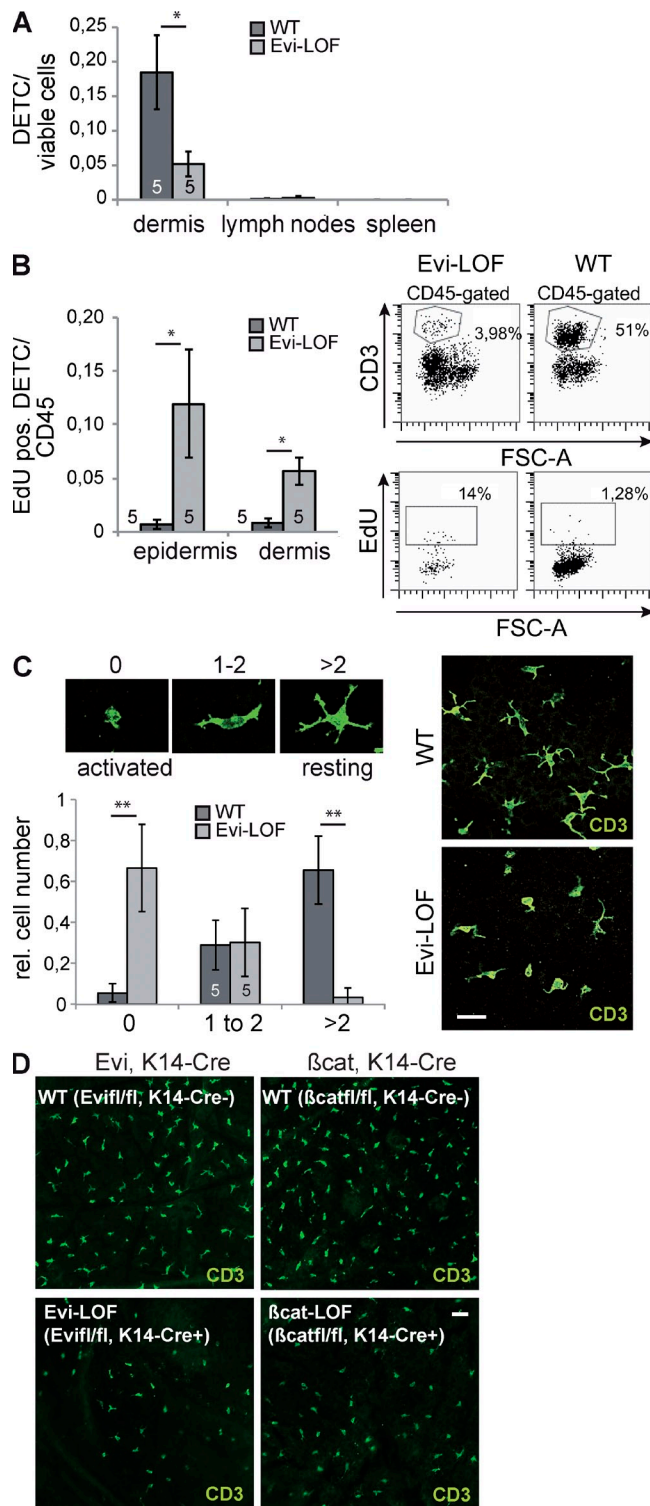 A
0,25
0,20
0,15
0,10
0,05
0
DETC/
viable cells
*
WT
Evi-LOF
5
5
dermis
lymph nodes
spleen
B
0,20
0,15
0,10
0,05
0
EdU pos. DETC/
CD45
*
*
WT
Evi-LOF
5
5
5
5
epidermis
dermis
Evi-LOF
WT
CD45-gated
CD45-gated
3,98%
51%
CD3
FSC-A
14%
1,28%
EdU
FSC-A
C
0
1-2
>2
activated
resting
1
0,8
0,6
0,4
0,2
0
rel. cell number
**
**
WT
Evi-LOF
5
5
0
1 to 2
>2
WT
CD3
Evi-LOF
CD3
D
Evi, K14-Cre
ßcat, K14-Cre
WT (Evifl/fl, K14-Cre-)
WT (ßcatfl/fl, K14-Cre-)
CD3
CD3
Evi-LOF
(Evifl/fl, K14-Cre+)
ßcat-LOF
(ßcatfl/fl, K14-Cre+)
CD3
CD3